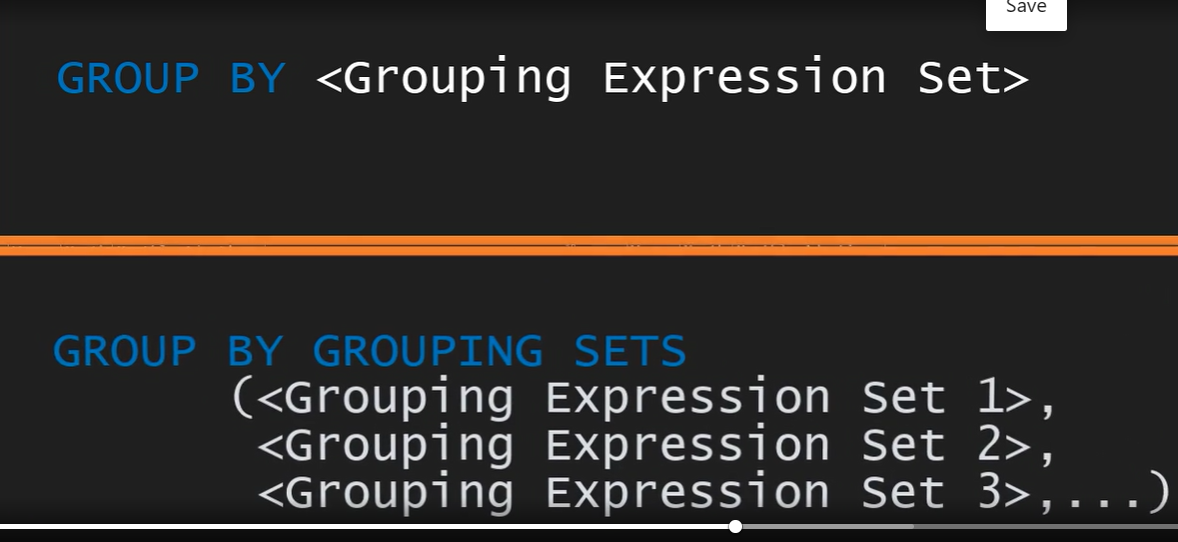 Save
GROUP BY <Grouping Expression Set>
GROUP BY GROUPING SETS
(<Grouping Expression Set 1>,
<Grouping Expression Set 2>,
<Grouping Expression Set 3>,...)